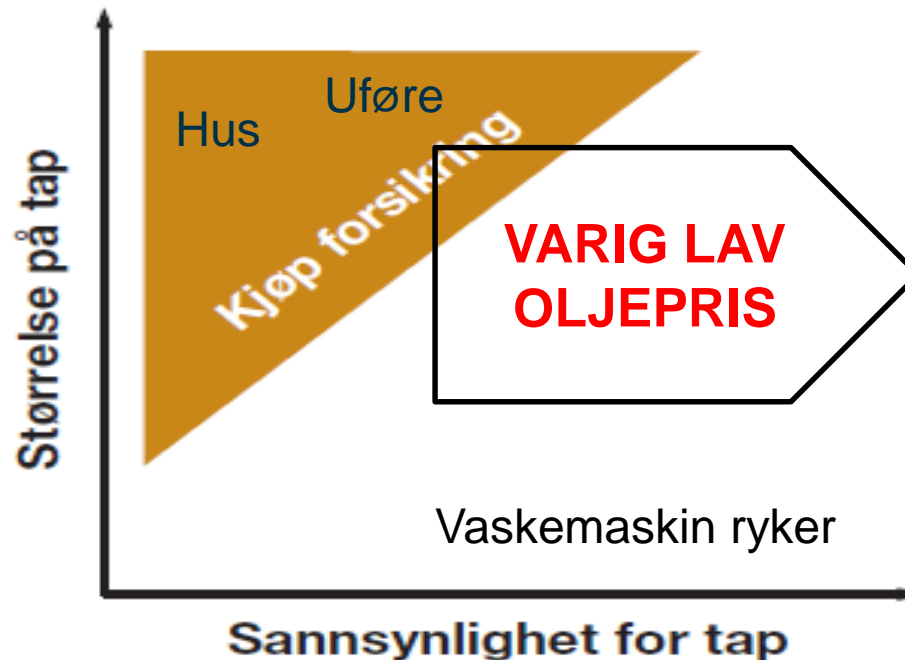 Størrelse på tap
Hus
Uføre
Kjøp forsikring
VARIG LAV
OLJEPRIS
Vaskemaskin ryker
Sannsynlighet for tap